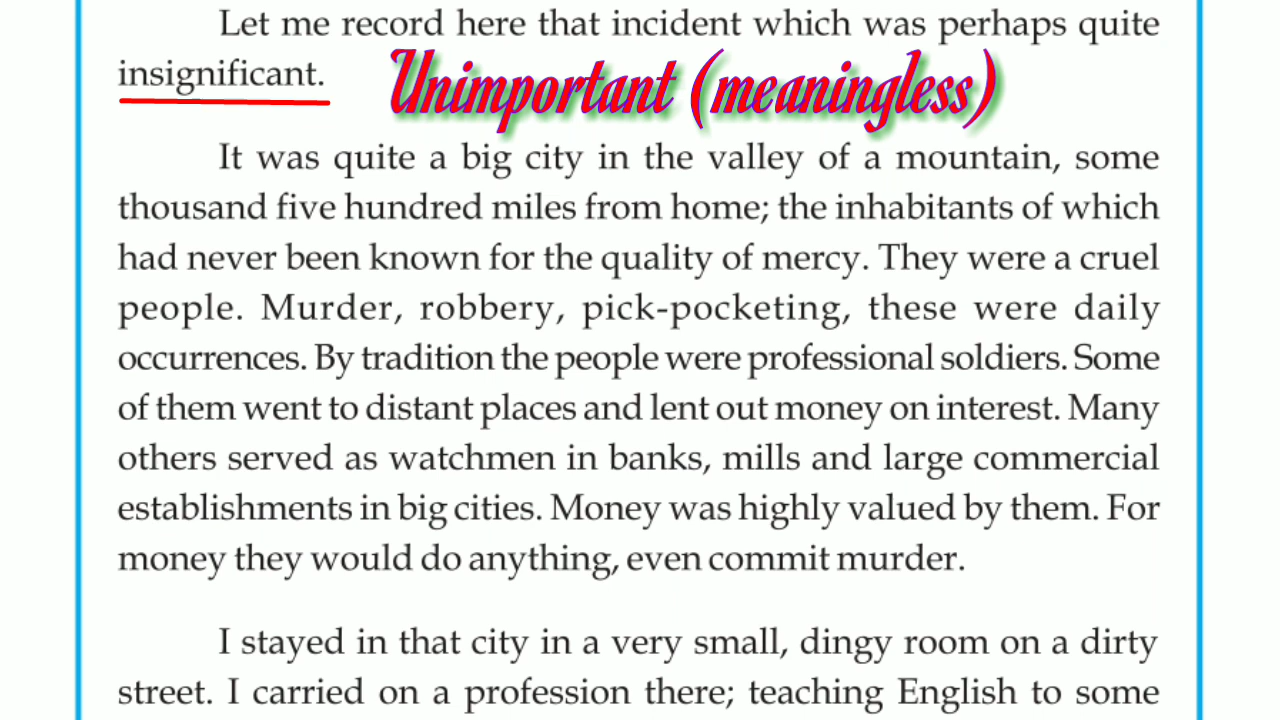 Let me record here that incident which was perhaps quite
insignificant. Unimportant (meaningless)
It was quite a big city in the valley of a mountain, some
thousand five hundred miles from home; the inhabitants of which
had never been known for the quality of mercy. They were a cruel
people. Murder, robbery, pick-pocketing, these were daily
occurrences. By tradition the people were professional soldiers. Some
of them went to distant places and lent out money on interest. Many
others served as watchmen in banks, mills and large commercial
establishments in big cities. Money was highly valued by them. For
money they would do anything, even commit murder.
I stayed in that city in a very small, dingy room on a dirty
street. I carried on a profession there; teaching English to some